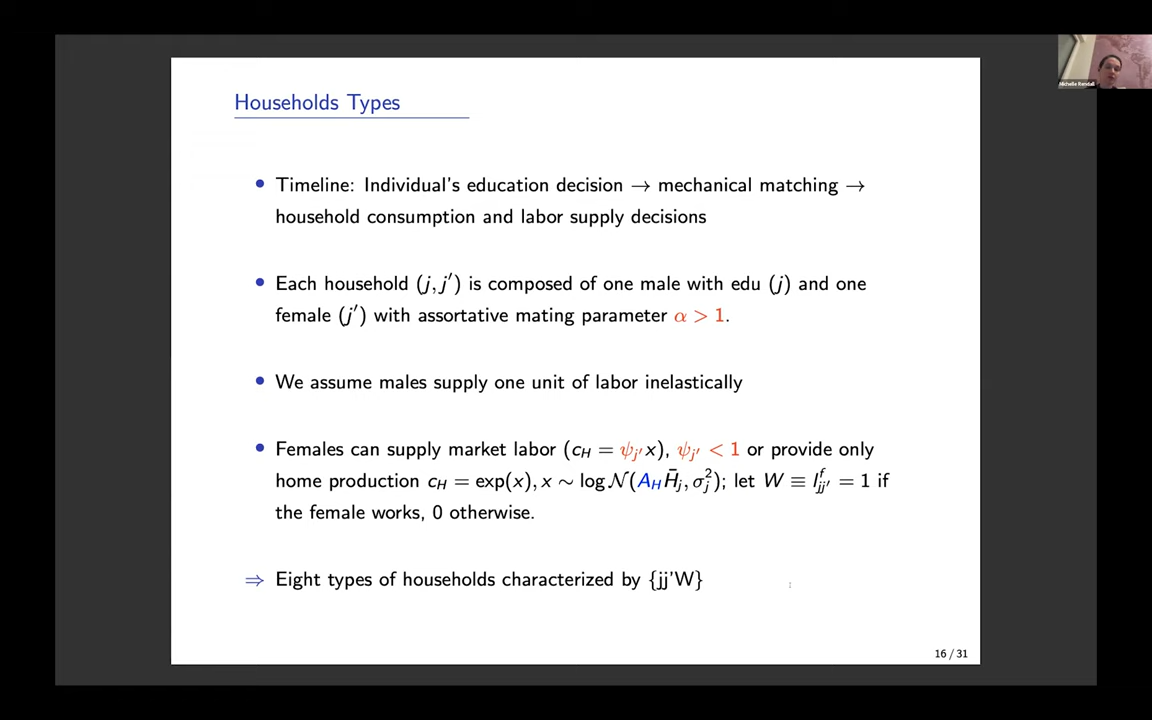 Households Types
• Timeline: Individual's education decision → mechanical matching →
household consumption and labor supply decisions
• Each household (j, j′) is composed of one male with edu (j) and one
female (j′) with assortative mating parameter α > 1.
• We assume males supply one unit of labor inelastically
• Females can supply market labor (c_H = ψ_{j′}x), ψ_{j′} < 1 or provide only
home production c_H = exp(x), x ∼ log N(A_H H̄_j, σ_j^2); let W ≡ l_{jj′}^f = 1 if
the female works, 0 otherwise.
⇒ Eight types of households characterized by {jj'W}
16 / 31
Michelle Rendall